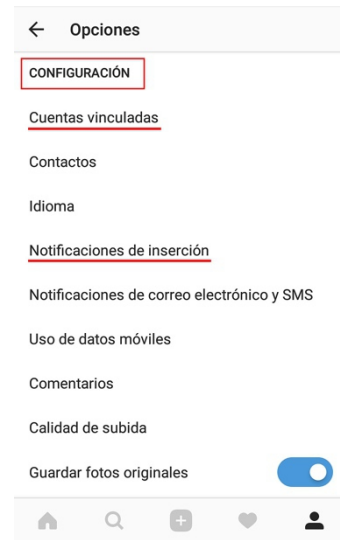 Opciones
CONFIGURACIÓN
Cuentas vinculadas
Contactos
Idioma
Notificaciones de inserción
Notificaciones de correo electrónico y SMS
Uso de datos móviles
Comentarios
Calidad de subida
Guardar fotos originales